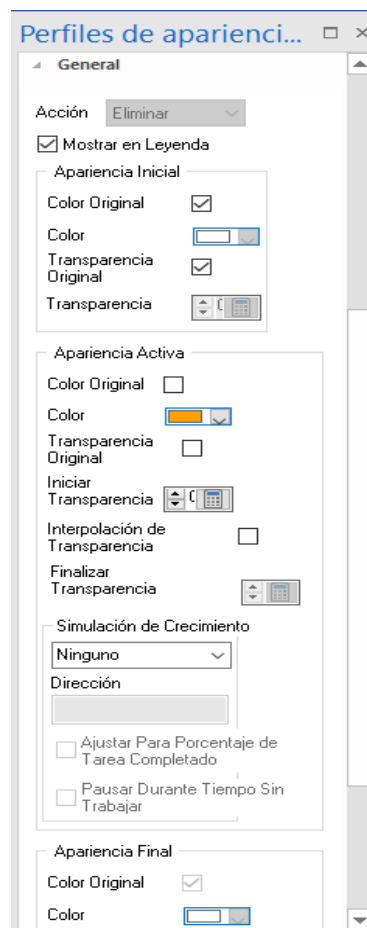 Perfiles de aparienci...
General
Acción Eliminar
Mostrar en Leyenda
Apariencia Inicial
Color Original
Color
Transparencia
Original
Transparencia
Apariencia Activa
Color Original
Color
Transparencia
Original
Iniciar
Transparencia
Interpolación de
Transparencia
Finalizar
Transparencia
Simulación de Crecimiento
Ninguno
Dirección
Ajustar Para Porcentaje de
Tarea Completado
Pausar Durante Tiempo Sin
Trabajar
Apariencia Final
Color Original
Color